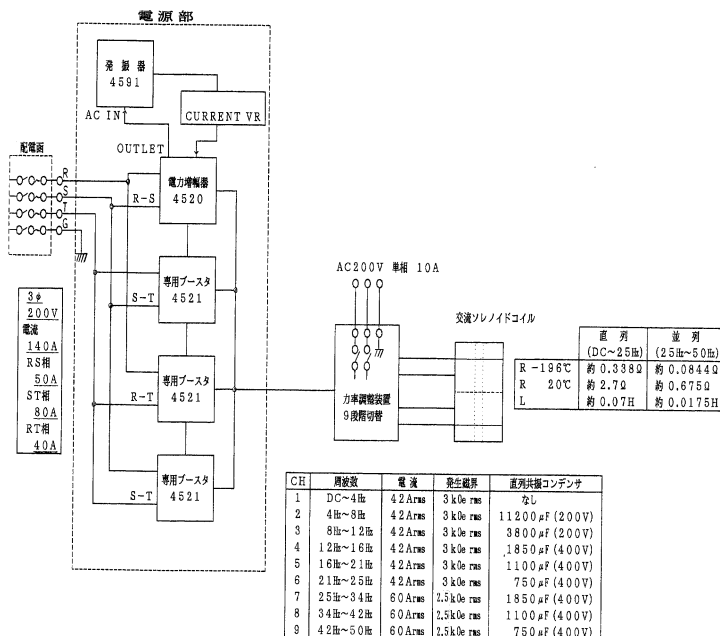 電源部
発振器
4591
AC IN
CURRENT VR
OUTLET
配電函
R
S
T
G
電力増幅器
4520
R-S
専用ブースタ
4521
S-T
専用ブースタ
4521
R-T
専用ブースタ
4521
S-T
3φ
200V
電流
140A
RS相
50A
ST相
80A
RT相
40A
AC200V 単相 10A
力率調整装置
9段階切替
交流ソレノイドコイル
直列 並列
(DC~25Hz) (25Hz~50Hz)
R -196℃ 約 0.338Ω 約 0.0844Ω
R 20℃ 約 2.7Ω 約 0.675Ω
L 約 0.07H 約 0.0175H
CH 周波数 電流 発生磁界 直列共振コンデンサ
1 DC~4Hz 42Arms 3kOe rms なし
2 4Hz~8Hz 42Arms 3kOe rms 11200μF(200V)
3 8Hz~12Hz 42Arms 3kOe rms 3800μF(200V)
4 12Hz~16Hz 42Arms 3kOe rms 1850μF(400V)
5 16Hz~21Hz 42Arms 3kOe rms 1100μF(400V)
6 21Hz~25Hz 42Arms 3kOe rms 750μF(400V)
7 25Hz~34Hz 60Arms 2.5kOe rms 1850μF(400V)
8 34Hz~42Hz 60Arms 2.5kOe rms 1100μF(400V)
9 42Hz~50Hz 60Arms 2.5kOe rms 750μF(400V)